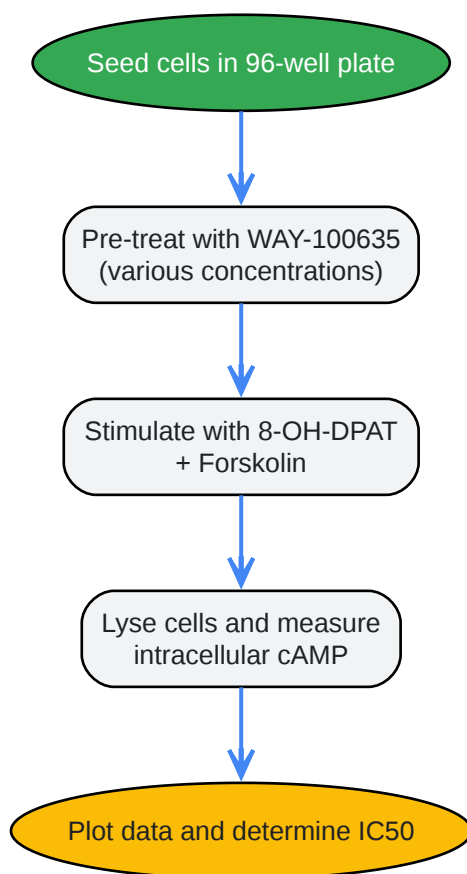 Seed cells in 96-well plate
Pre-treat with WAY-100635
(various concentrations)
Stimulate with 8-OH-DPAT
+ Forskolin
Lyse cells and measure
intracellular cAMP
Plot data and determine IC50